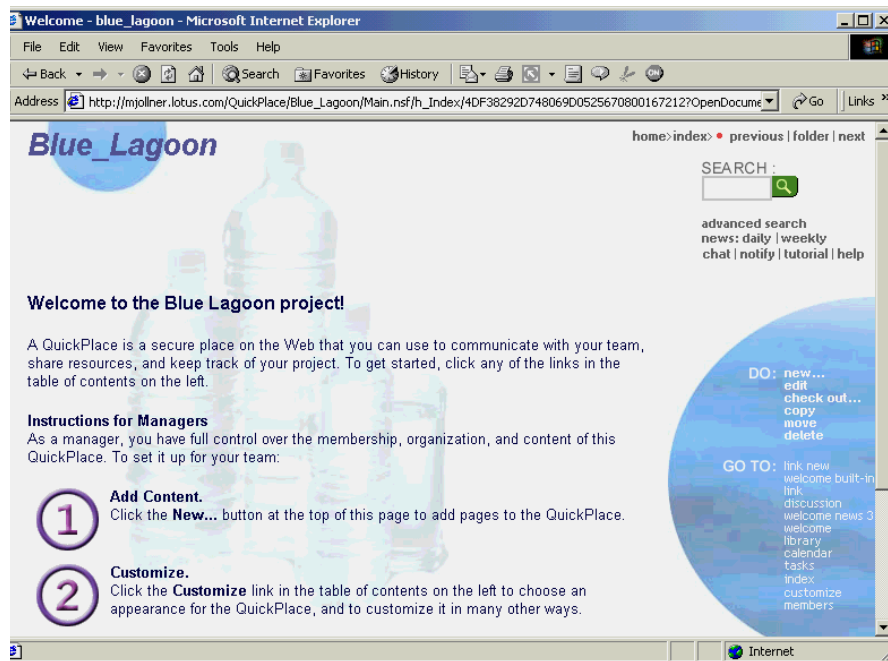 Welcome - blue_lagoon - Microsoft Internet Explorer
File Edit View Favorites Tools Help
Back Search Favorites History
Address http://mjollner.lotus.com/QuickPlace/Blue_Lagoon/Main.nsf/h_Index/4DF38292D748069D0525670800167212?OpenDocume Go Links »
Blue_Lagoon
home>index> • previous | folder | next
SEARCH :
advanced search
news: daily | weekly
chat | notify | tutorial | help
Welcome to the Blue Lagoon project!
A QuickPlace is a secure place on the Web that you can use to communicate with your team,
share resources, and keep track of your project. To get started, click any of the links in the
table of contents on the left.
Instructions for Managers
As a manager, you have full control over the membership, organization, and content of this
QuickPlace. To set it up for your team:
1
Add Content.
Click the New... button at the top of this page to add pages to the QuickPlace.
2
Customize.
Click the Customize link in the table of contents on the left to choose an
appearance for the QuickPlace, and to customize it in many other ways.
DO: new...
edit
check out...
copy
move
delete
GO TO: link new
welcome built-in
link
discussion
welcome news 3
welcome
library
calendar
tasks
index
customize
members
Internet